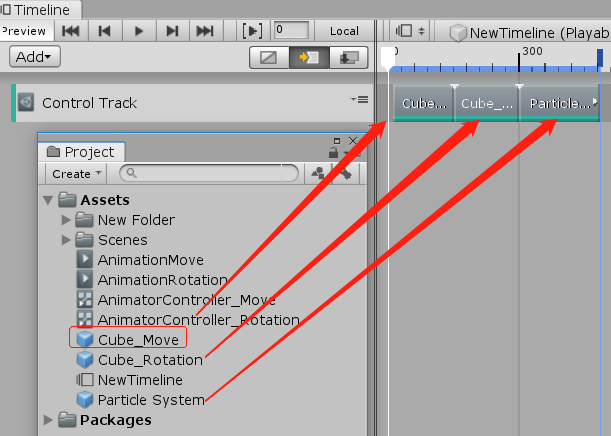 Timeline
Preview
0
Local
NewTimeline (Playab
Add
0
300
Control Track
Cube...
Cube_...
Particle...
Project
Create
Assets
New Folder
Scenes
AnimationMove
AnimationRotation
AnimatorController_Move
AnimatorController_Rotation
Cube_Move
Cube_Rotation
NewTimeline
Particle System
Packages